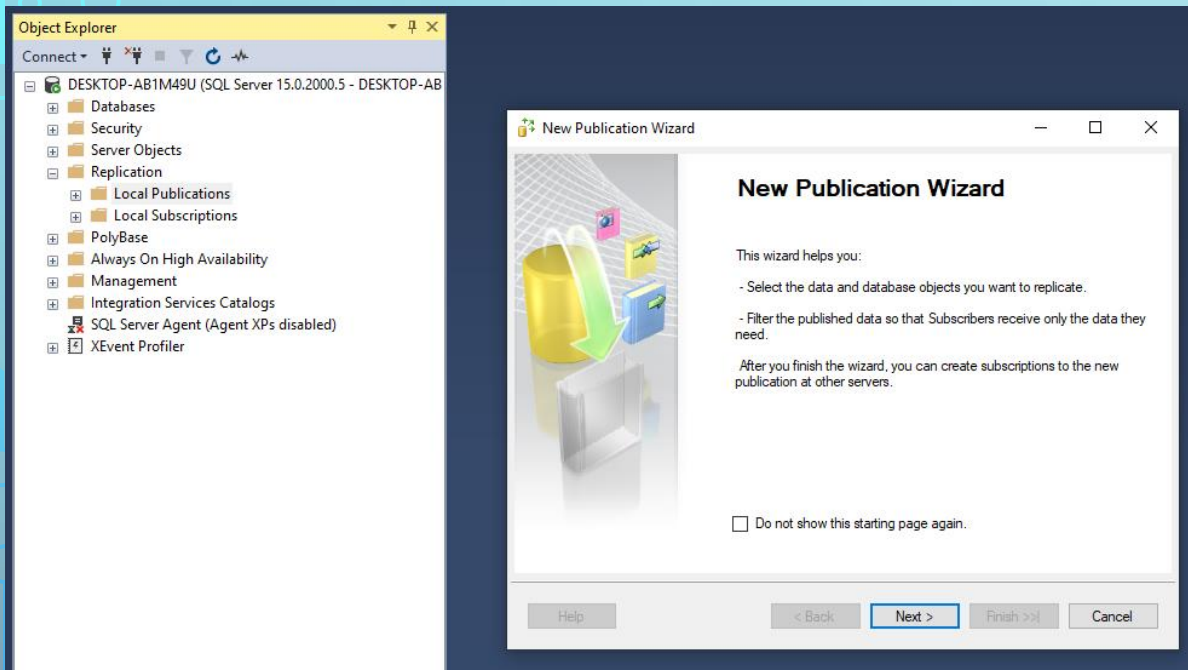 Object Explorer
Connect
DESKTOP-AB1M49U (SQL Server 15.0.2000.5 - DESKTOP-AB
Databases
Security
Server Objects
Replication
Local Publications
Local Subscriptions
PolyBase
Always On High Availability
Management
Integration Services Catalogs
SQL Server Agent (Agent XPs disabled)
XEvent Profiler
New Publication Wizard
New Publication Wizard
This wizard helps you:
- Select the data and database objects you want to replicate.
- Filter the published data so that Subscribers receive only the data they
need.
After you finish the wizard, you can create subscriptions to the new
publication at other servers.
Do not show this starting page again.
Help
< Back
Next >
Finish >>|
Cancel